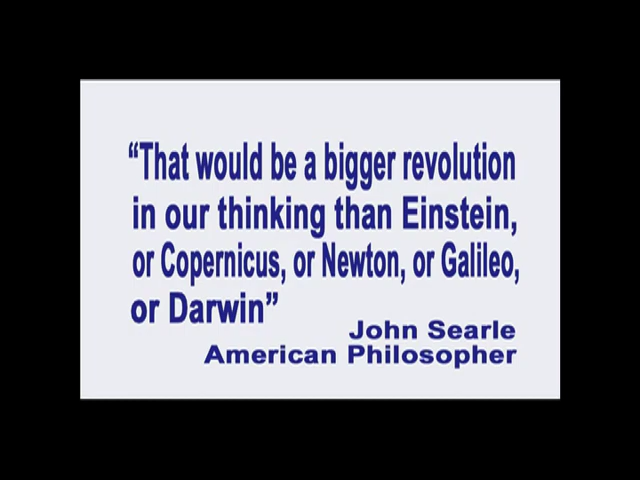 “That would be a bigger revolution
in our thinking than Einstein,
or Copernicus, or Newton, or Galileo,
or Darwin”
John Searle
American Philosopher